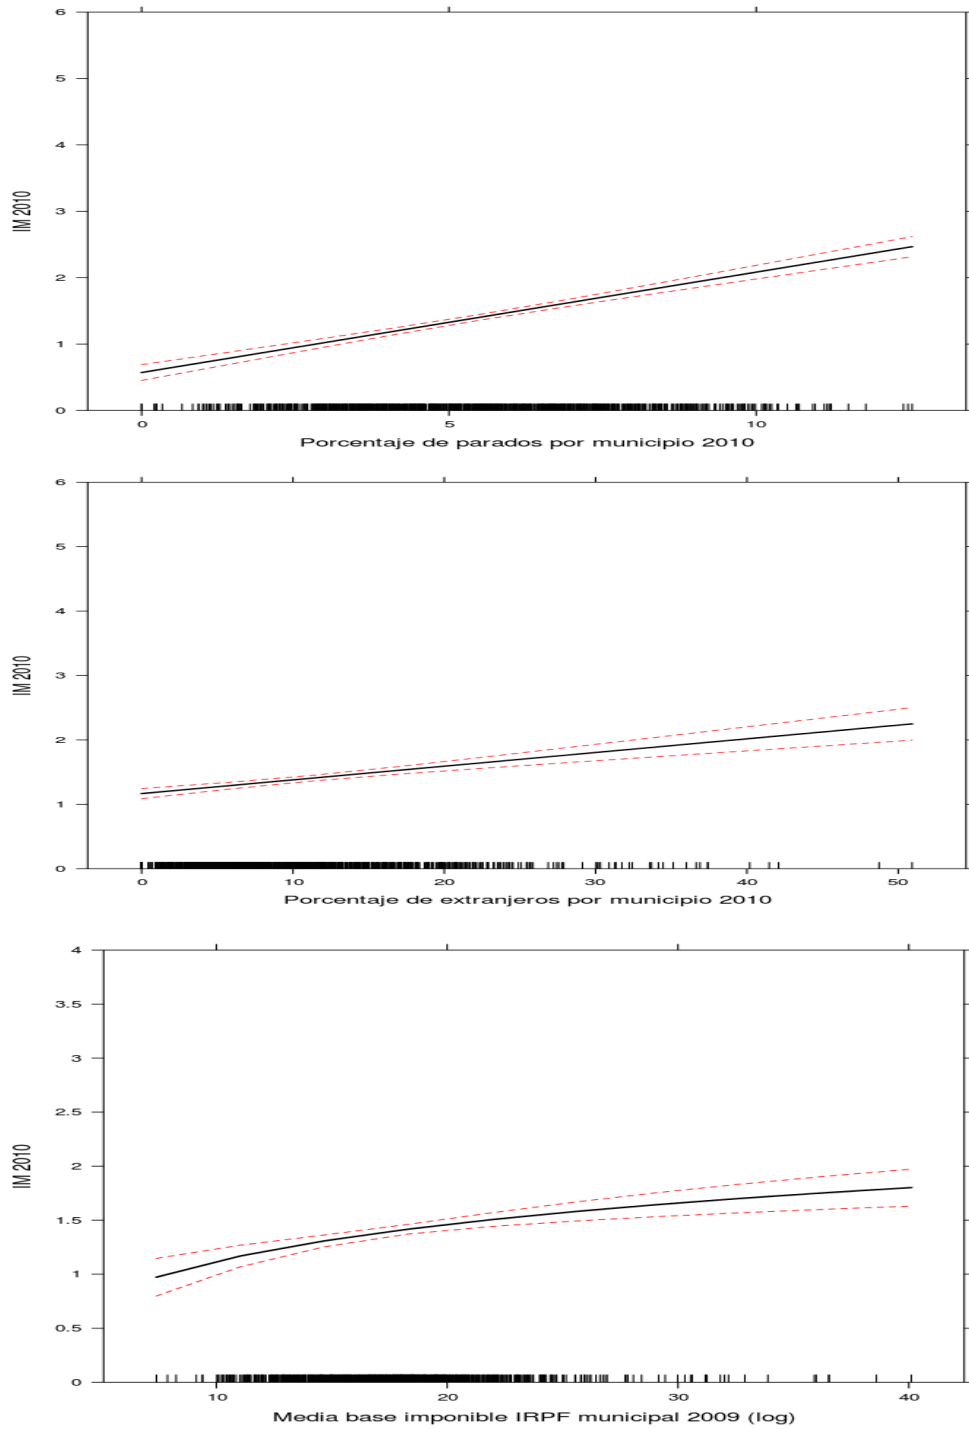 6
5
4
3
2
1
0
IM 2010
0 5 10
Porcentaje de parados por municipio 2010
6
5
4
3
2
1
0
IM 2010
0 10 20 30 40 50
Porcentaje de extranjeros por municipio 2010
4
3.5
3
2.5
2
1.5
1
0.5
0
IM 2010
10 20 30 40
Media base imponible IRPF municipal 2009 (log)